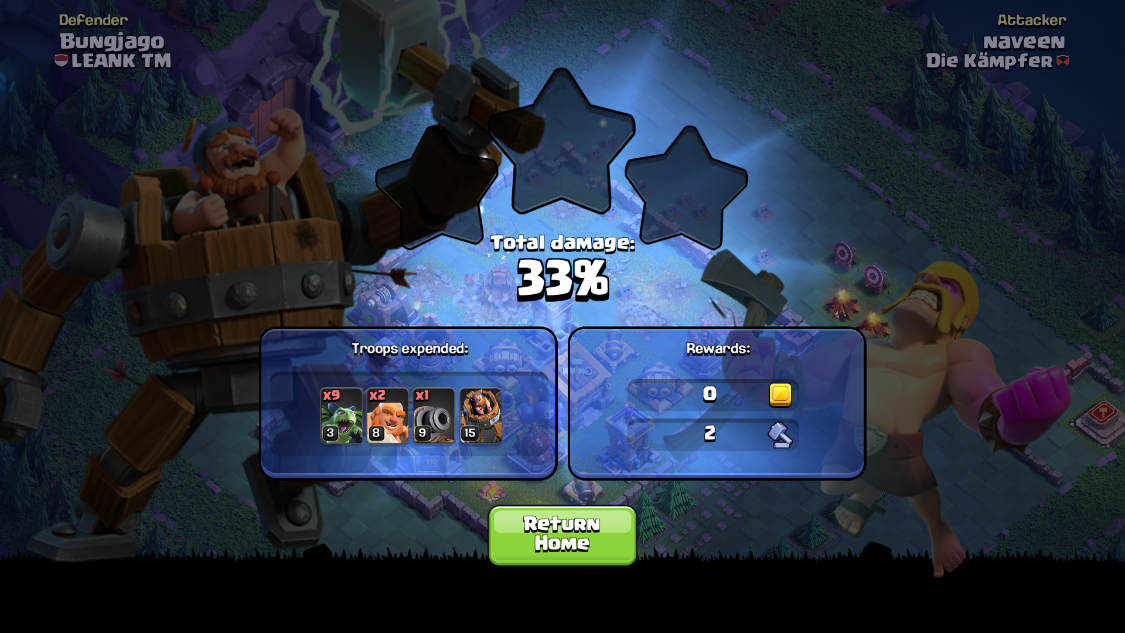 Defender
Bungjago
LEANK TM
Attacker
naveen
Die Kämpfer
Total damage:
33%
Troops expended:
x9
x2
x1
3
8
9
15
Rewards:
0
2
Return
Home